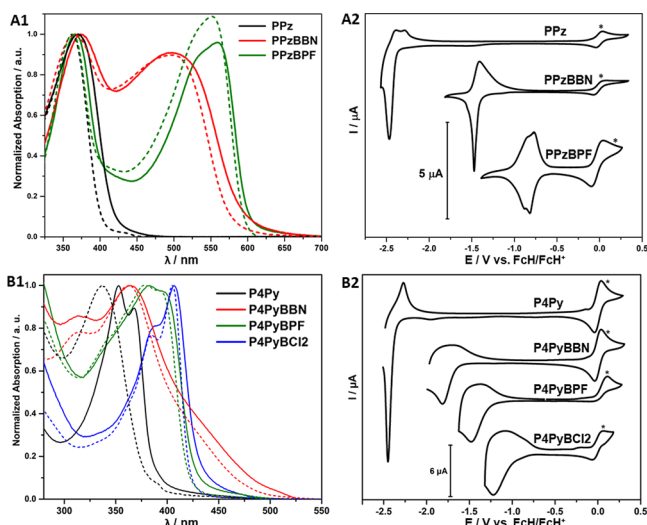 A1
PPz
PPzBBN
PPzBPF
Normalized Absorption / a. u.
1.0
0.8
0.6
0.4
0.2
0.0
350 400 450 500 550 600 650 700
λ / nm
A2
PPz
*
PPzBBN
*
PPzBPF
*
5 µA
I / µA
-2.5 -2.0 -1.5 -1.0 -0.5 0.0 0.5
E / V vs. FcH/FcH⁺
B1
P4Py
P4PyBBN
P4PyBPF
P4PyBCl2
Normalized Absorption / a. u.
1.0
0.8
0.6
0.4
0.2
0.0
300 350 400 450 500 550
λ / nm
B2
P4Py
*
P4PyBBN
*
P4PyBPF
*
P4PyBCl2
*
6 µA
I / µA
-2.5 -2.0 -1.5 -1.0 -0.5 0.0 0.5
E / V vs. FcH/FcH⁺